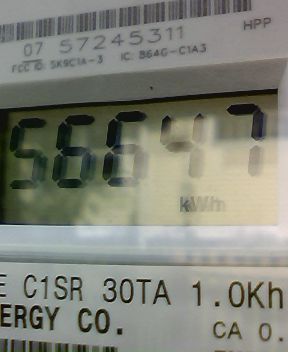 07 57245311 HPP
FCC ID: SK9C1A-3 IC: 864G-C1A3
56647
kWh
E C1SR 30TA 1.0Kh
ERGY CO. CA 0.